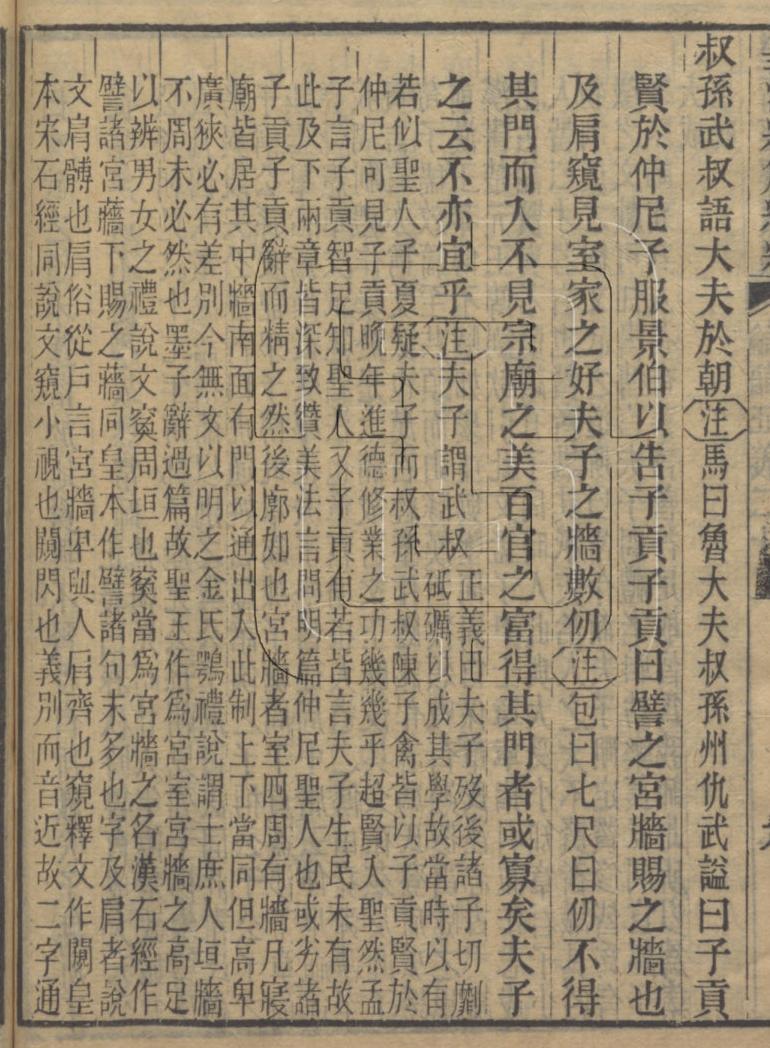 叔孫武叔語大夫於朝注馬曰魯大夫叔孫州仇武謚曰子貢
賢於仲尼子服景伯以告子貢子貢曰譬之宮牆賜之牆也
及肩窺見室家之好夫子之牆數仞注包曰七尺曰仞不得
其門而入不見宗廟之美百官之富得其門者或寡矣夫子
之云不亦宜乎注夫子謂武叔
正義曰夫子歿後諸子切劘
砥礪以成其學故當時以有
若似聖人子夏疑夫子而叔孫武叔陳子禽皆以子貢賢於
仲尼可見子貢晚年進德修業之功幾幾乎超賢入聖然孟
子言子貢智足知聖人又子貢有若皆言夫子生民未有故
此及下兩章皆深致讚美法言問明篇仲尼聖人也或劣諸
子貢子貢辭而精之然後廓如也宮牆者室四周有牆凡寢
廟皆居其中牆南面有門以通出入此制上下當同但高卑
廣狹必有差別今無文以明之金氏鶚禮說謂士庶人垣牆
不周未必然也墨子辭過篇故聖王作為宮室宮牆之高足
以辨男女之禮說文寏周垣也寏當爲宮牆之名漢石經作
譬諸宮蘠下賜之蘠同皇本作譬諸句末多也字及肩者說
文肩髆也肩俗從戶言宮牆卑與人肩齊也窺釋文作闚皇
本宋石經同說文窺小視也闚閃也義別而音近故二字通